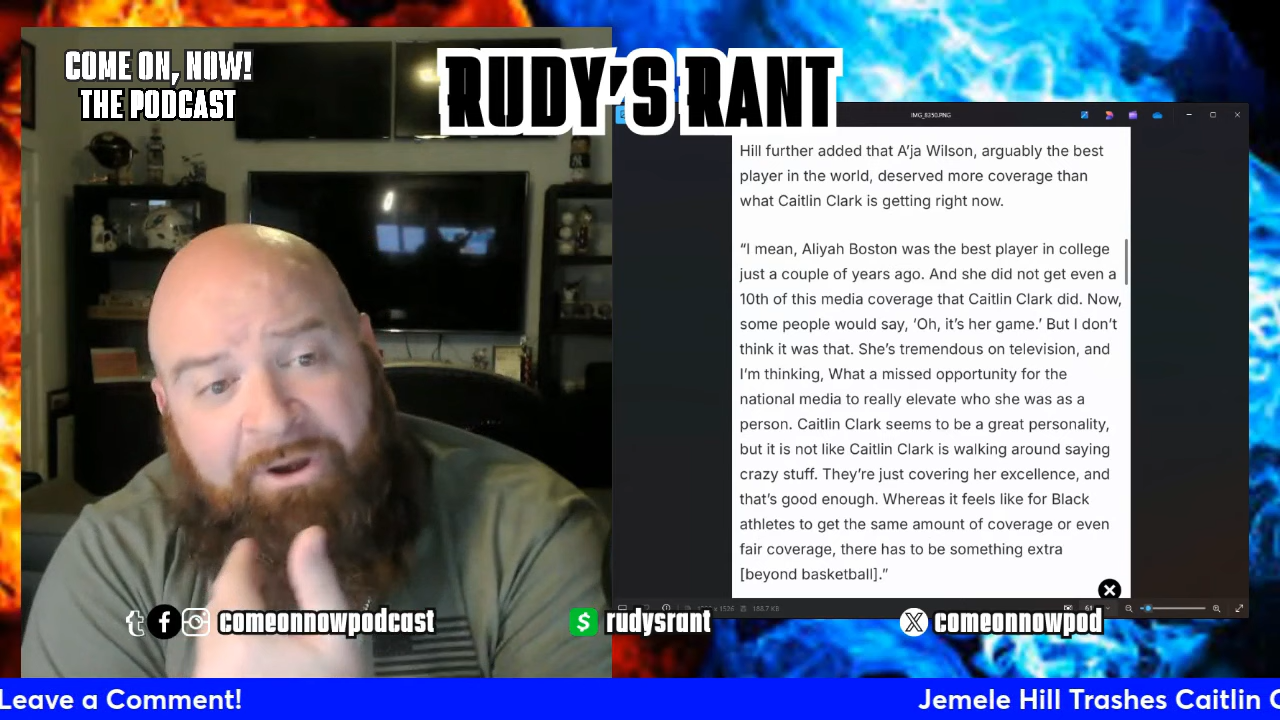 COME ON, NOW!
THE PODCAST
RUDY'S RANT
IMG_8350.PNG
Hill further added that A’ja Wilson, arguably the best
player in the world, deserved more coverage than
what Caitlin Clark is getting right now.
“I mean, Aliyah Boston was the best player in college
just a couple of years ago. And she did not get even a
10th of this media coverage that Caitlin Clark did. Now,
some people would say, ‘Oh, it’s her game.’ But I don’t
think it was that. She’s tremendous on television, and
I’m thinking, What a missed opportunity for the
national media to really elevate who she was as a
person. Caitlin Clark seems to be a great personality,
but it is not like Caitlin Clark is walking around saying
crazy stuff. They’re just covering her excellence, and
that’s good enough. Whereas it feels like for Black
athletes to get the same amount of coverage or even
fair coverage, there has to be something extra
[beyond basketball].”
188.7 KB
comeonnowpodcast
rudysrant
comeonnowpod
Leave a Comment!
Jemele Hill Trashes Caitlin C